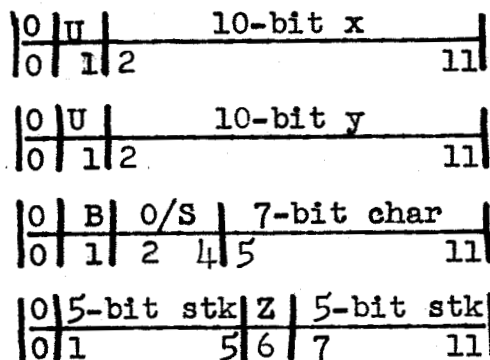 0 U 10-bit x
0 1 2 11
0 U 10-bit y
0 1 2 11
0 B O/S 7-bit char
0 1 2 4 5 11
0 5-bit stk Z 5-bit stk
0 1 5 6 7 11